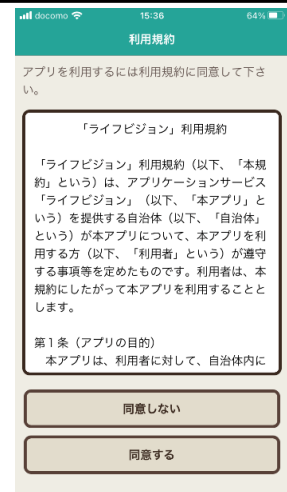 docomo 15:36 64%
利用規約
アプリを利用するには利用規約に同意して下さ
い。
「ライフビジョン」利用規約
「ライフビジョン」利用規約（以下、「本規
約」という）は、アプリケーションサービス
「ライフビジョン」（以下、「本アプリ」と
いう）を提供する自治体（以下、「自治体」
という）が本アプリについて、本アプリを利
用する方（以下、「利用者」という）が遵守
する事項等を定めたものです。利用者は、本
規約にしたがって本アプリを利用することと
します。
第１条（アプリの目的）
本アプリは、利用者に対して、自治体内に
同意しない
同意する